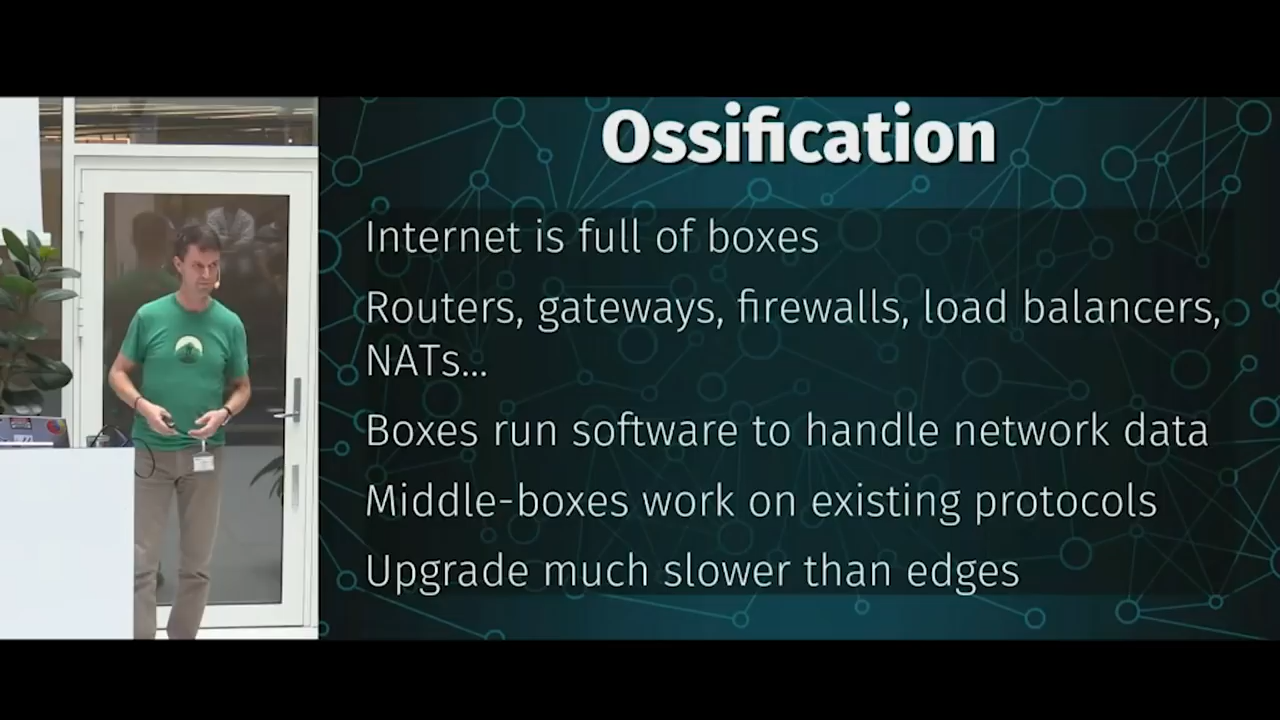 Ossification
Internet is full of boxes
Routers, gateways, firewalls, load balancers,
NATs...
Boxes run software to handle network data
Middle-boxes work on existing protocols
Upgrade much slower than edges